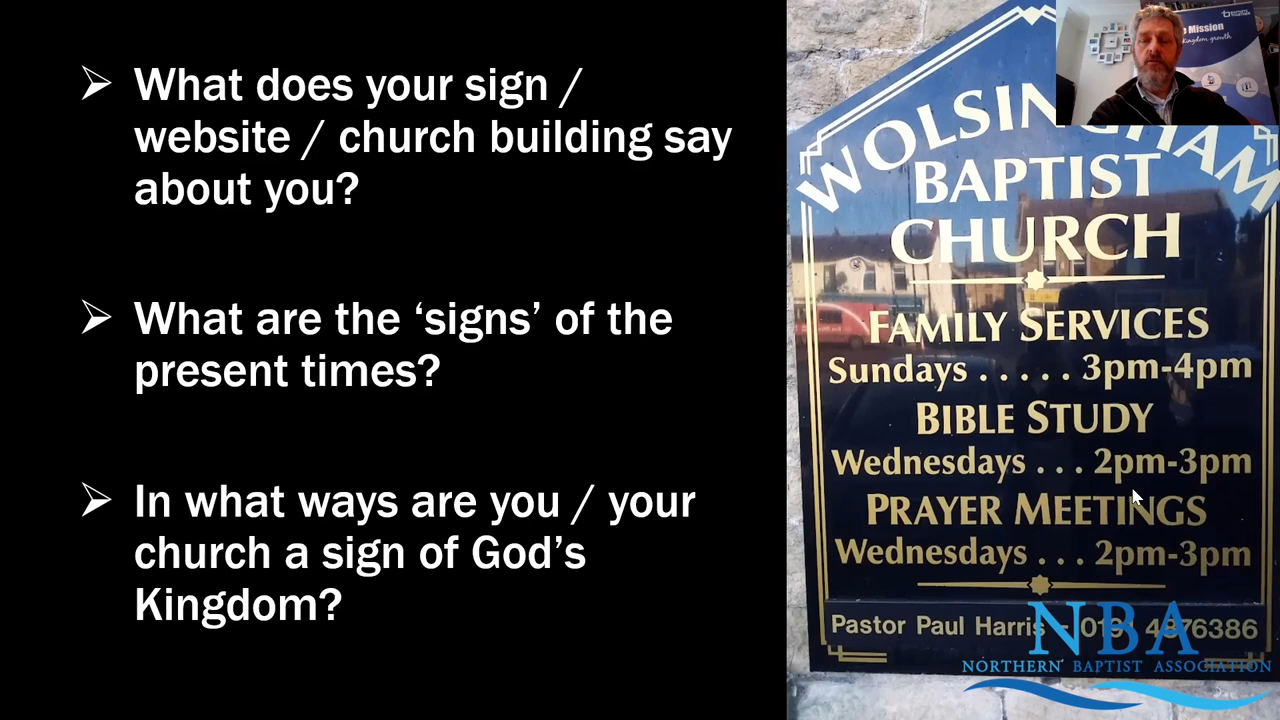 ➢ What does your sign /
website / church building say
about you?
➢ What are the ‘signs’ of the
present times?
➢ In what ways are you / your
church a sign of God’s
Kingdom?
Mission
Kingdom growth
WOLSINGHAM
BAPTIST
CHURCH
FAMILY SERVICES
Sundays . . . . . 3pm-4pm
BIBLE STUDY
Wednesdays . . . 2pm-3pm
PRAYER MEETINGS
Wednesdays . . . 2pm-3pm
Pastor Paul Harris -
NBA
NORTHERN BAPTIST ASSOCIATION